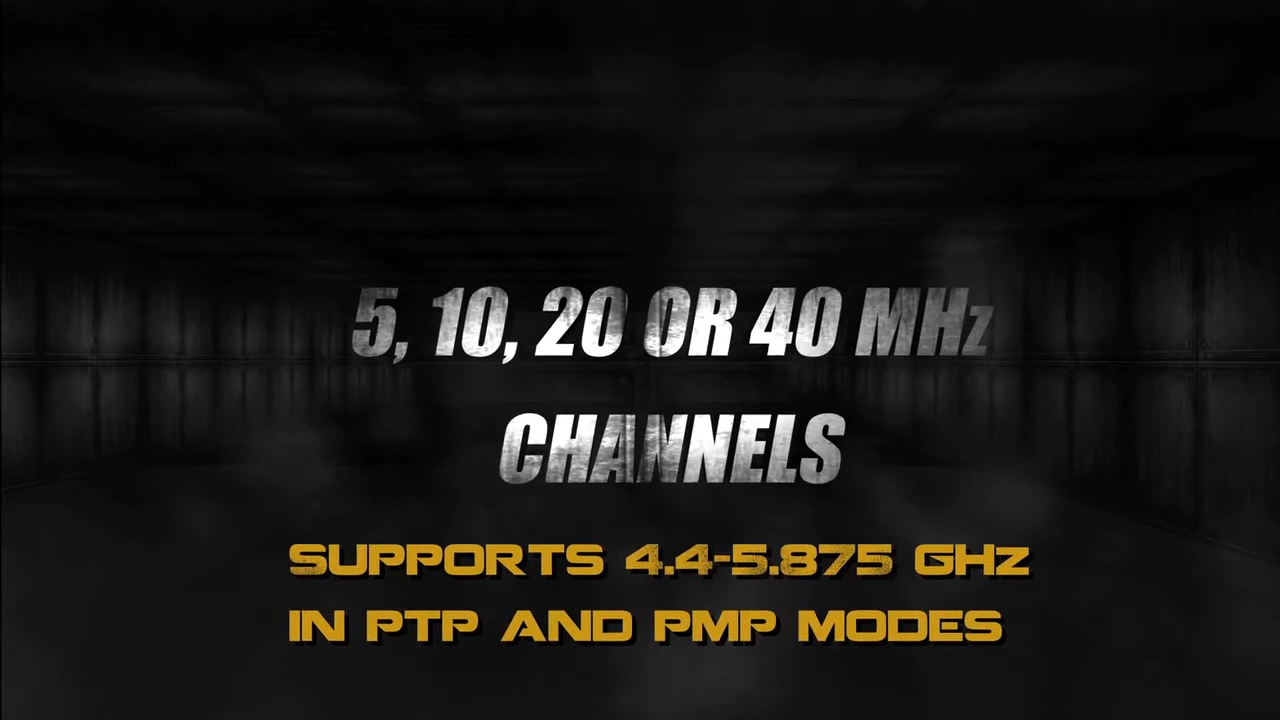 5, 10, 20 OR 40 MHz
CHANNELS
SUPPORTS 4.4-5.875 GHz
IN PTP AND PMP MODES